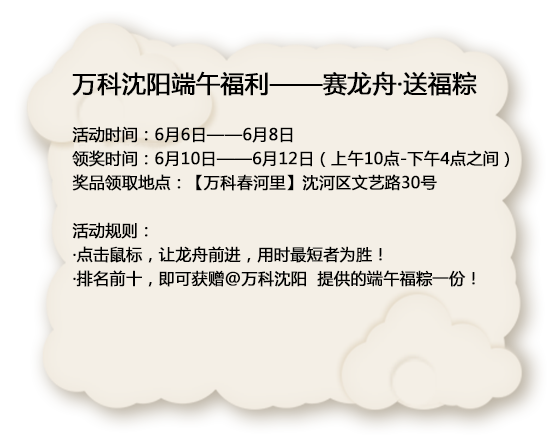 万科沈阳端午福利——赛龙舟·送福粽
活动时间：6月6日——6月8日
领奖时间：6月10日——6月12日（上午10点-下午4点之间）
奖品领取地点：【万科春河里】沈河区文艺路30号
活动规则：
·点击鼠标，让龙舟前进，用时最短者为胜！
·排名前十，即可获赠@万科沈阳 提供的端午福粽一份！